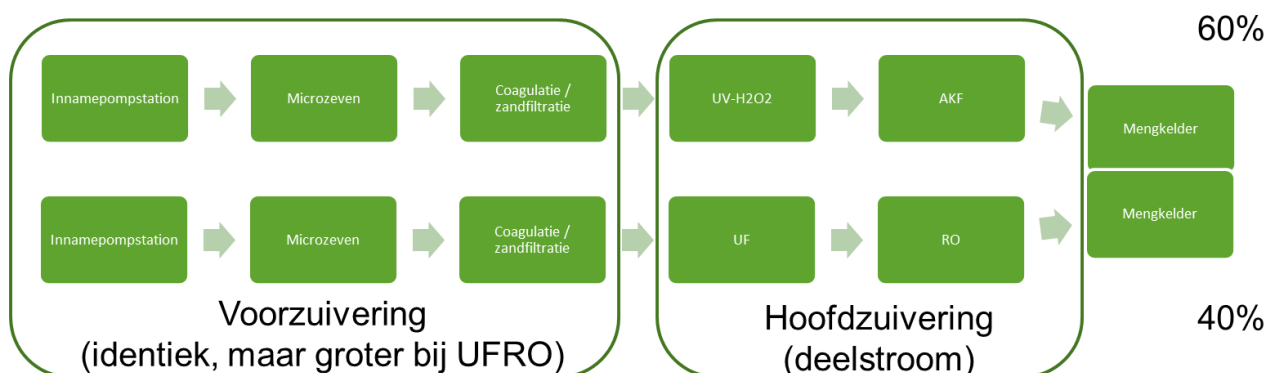 60%
Innamepompstation
Microzeven
Coagulatie /
zandfiltratie
UV-H2O2
AKF
Mengkelder
Innamepompstation
Microzeven
Coagulatie /
zandfiltratie
UF
RO
Mengkelder
Voorzuivering
(identiek, maar groter bij UFRO)
Hoofdzuivering
(deelstroom)
40%